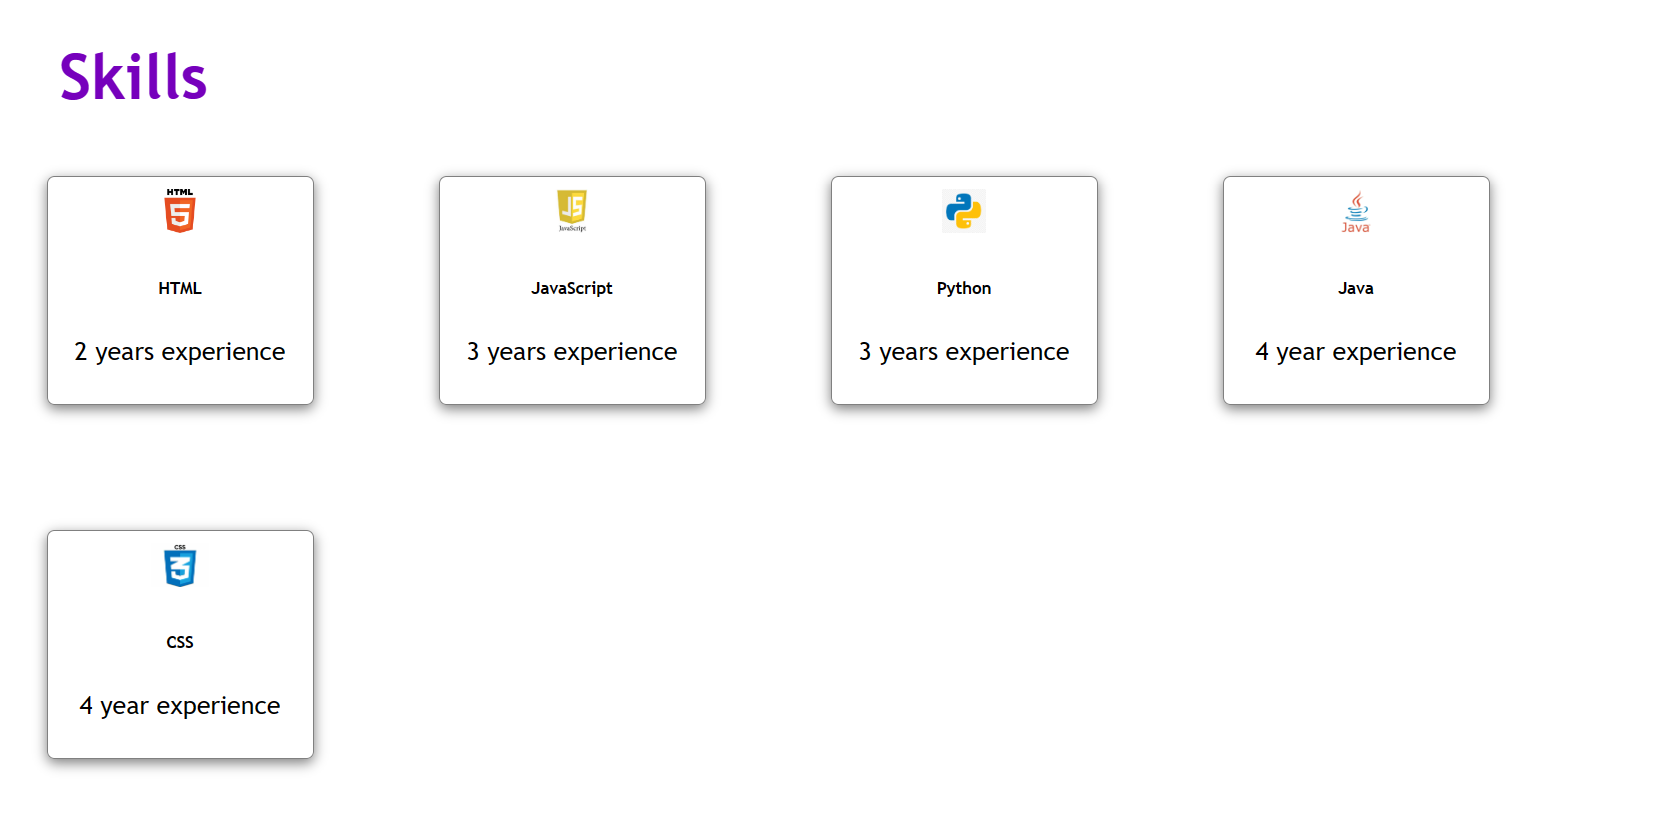 Skills
HTML
5
HTML
2 years experience
JS
JavaScript
JavaScript
3 years experience
Python
3 years experience
Java
Java
4 year experience
CSS
3
CSS
4 year experience